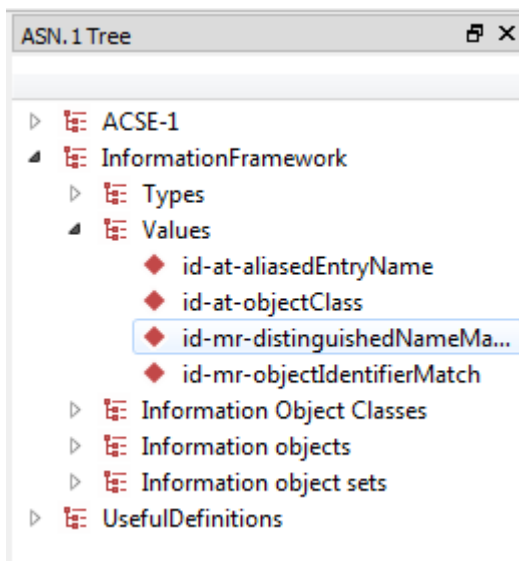 ASN.1 Tree
ACSE-1
InformationFramework
Types
Values
id-at-aliasedEntryName
id-at-objectClass
id-mr-distinguishedNameMa...
id-mr-objectIdentifierMatch
Information Object Classes
Information objects
Information object sets
UsefulDefinitions